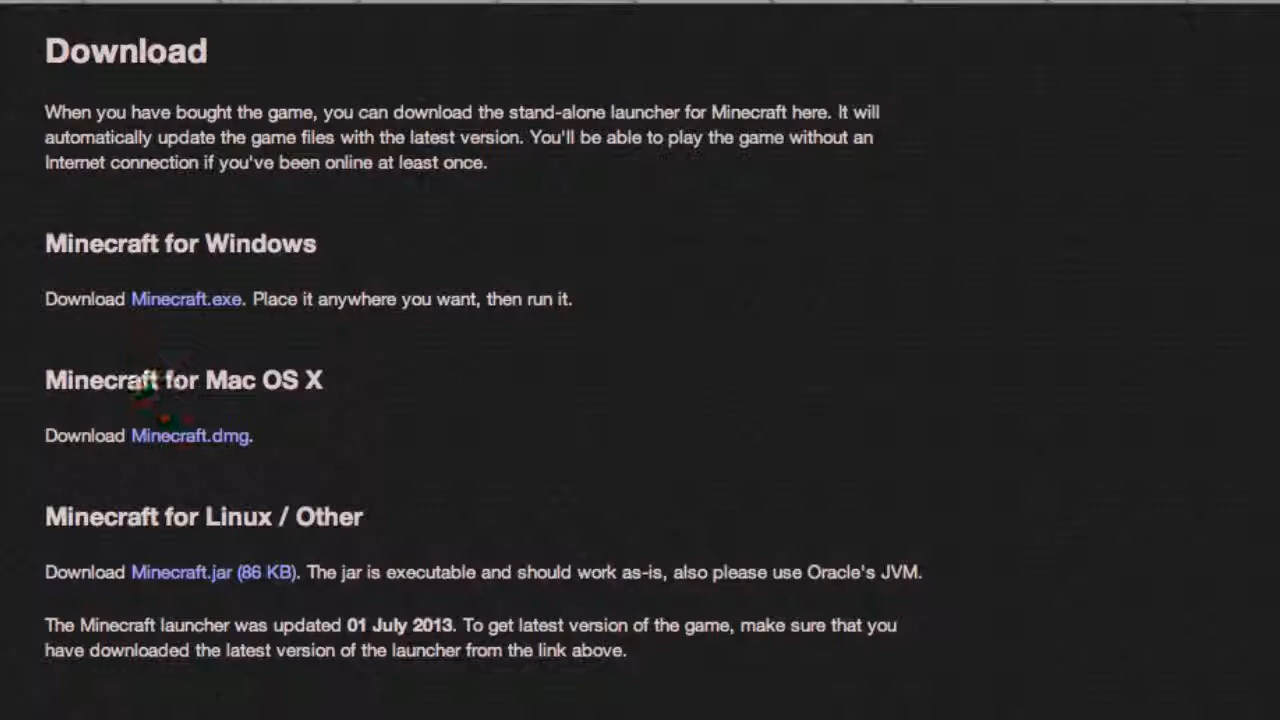 Download
When you have bought the game, you can download the stand-alone launcher for Minecraft here. It will
automatically update the game files with the latest version. You'll be able to play the game without an
Internet connection if you've been online at least once.
Minecraft for Windows
Download Minecraft.exe. Place it anywhere you want, then run it.
Minecraft for Mac OS X
Download Minecraft.dmg.
Minecraft for Linux / Other
Download Minecraft.jar (86 KB). The jar is executable and should work as-is, also please use Oracle's JVM.
The Minecraft launcher was updated 01 July 2013. To get latest version of the game, make sure that you
have downloaded the latest version of the launcher from the link above.